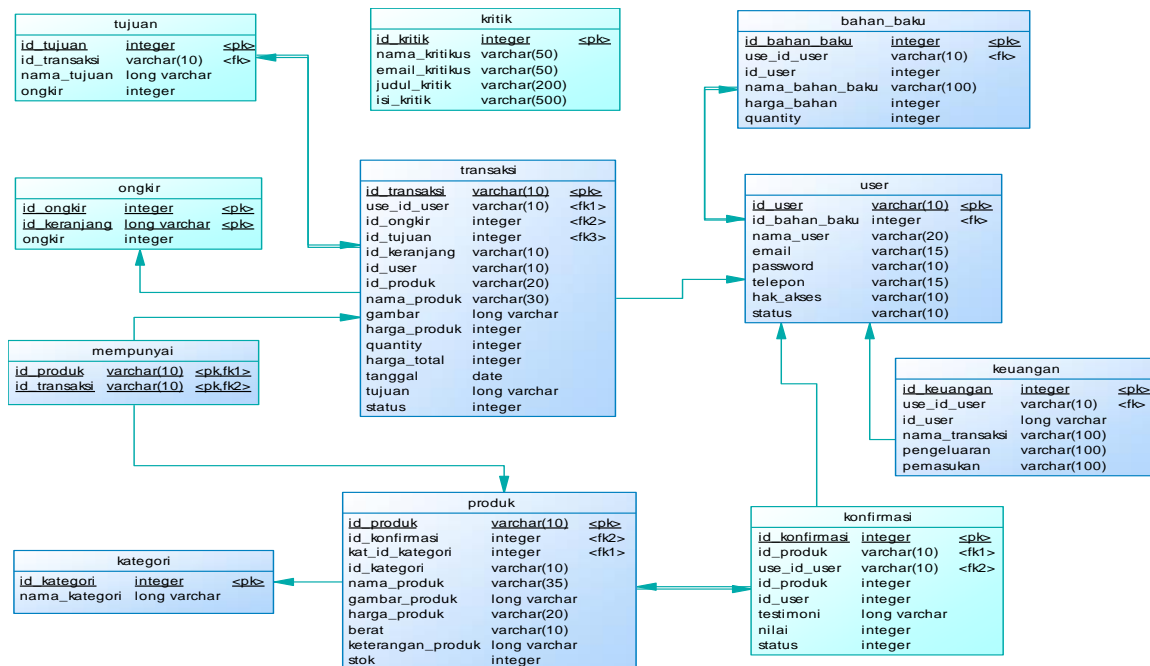 tujuan
id_tujuan integer <pk>
id_transaksi varchar(10) <fk>
nama_tujuan long varchar
ongkir integer
kritik
id_kritik integer <pk>
nama_kritikus varchar(50)
email_kritikus varchar(50)
judul_kritik varchar(200)
isi_kritik varchar(500)
bahan_baku
id_bahan_baku integer <pk>
use_id_user varchar(10) <fk>
id_user integer
nama_bahan_baku varchar(100)
harga_bahan integer
quantity integer
ongkir
id_ongkir integer <pk>
id_keranjang long varchar <pk>
ongkir integer
transaksi
id_transaksi varchar(10) <pk>
use_id_user varchar(10) <fk1>
id_ongkir integer <fk2>
id_tujuan integer <fk3>
id_keranjang varchar(10)
id_user varchar(10)
id_produk varchar(20)
nama_produk varchar(30)
gambar long varchar
harga_produk integer
quantity integer
harga_total integer
tanggal date
tujuan long varchar
status integer
user
id_user varchar(10) <pk>
id_bahan_baku integer <fk>
nama_user varchar(20)
email varchar(15)
password varchar(10)
telepon varchar(15)
hak_akses varchar(10)
status varchar(10)
mempunyai
id_produk varchar(10) <pk,fk1>
id_transaksi varchar(10) <pk,fk2>
keuangan
id_keuangan integer <pk>
use_id_user varchar(10) <fk>
id_user long varchar
nama_transaksi varchar(100)
pengeluaran varchar(100)
pemasukan varchar(100)
kategori
id_kategori integer <pk>
nama_kategori long varchar
produk
id_produk varchar(10) <pk>
id_konfirmasi integer <fk2>
kat_id_kategori integer <fk1>
id_kategori varchar(10)
nama_produk varchar(35)
gambar_produk long varchar
harga_produk varchar(20)
berat varchar(10)
keterangan_produk long varchar
stok integer
konfirmasi
id_konfirmasi integer <pk>
id_produk varchar(10) <fk1>
use_id_user varchar(10) <fk2>
id_produk integer
id_user integer
testimoni long varchar
nilai integer
status integer